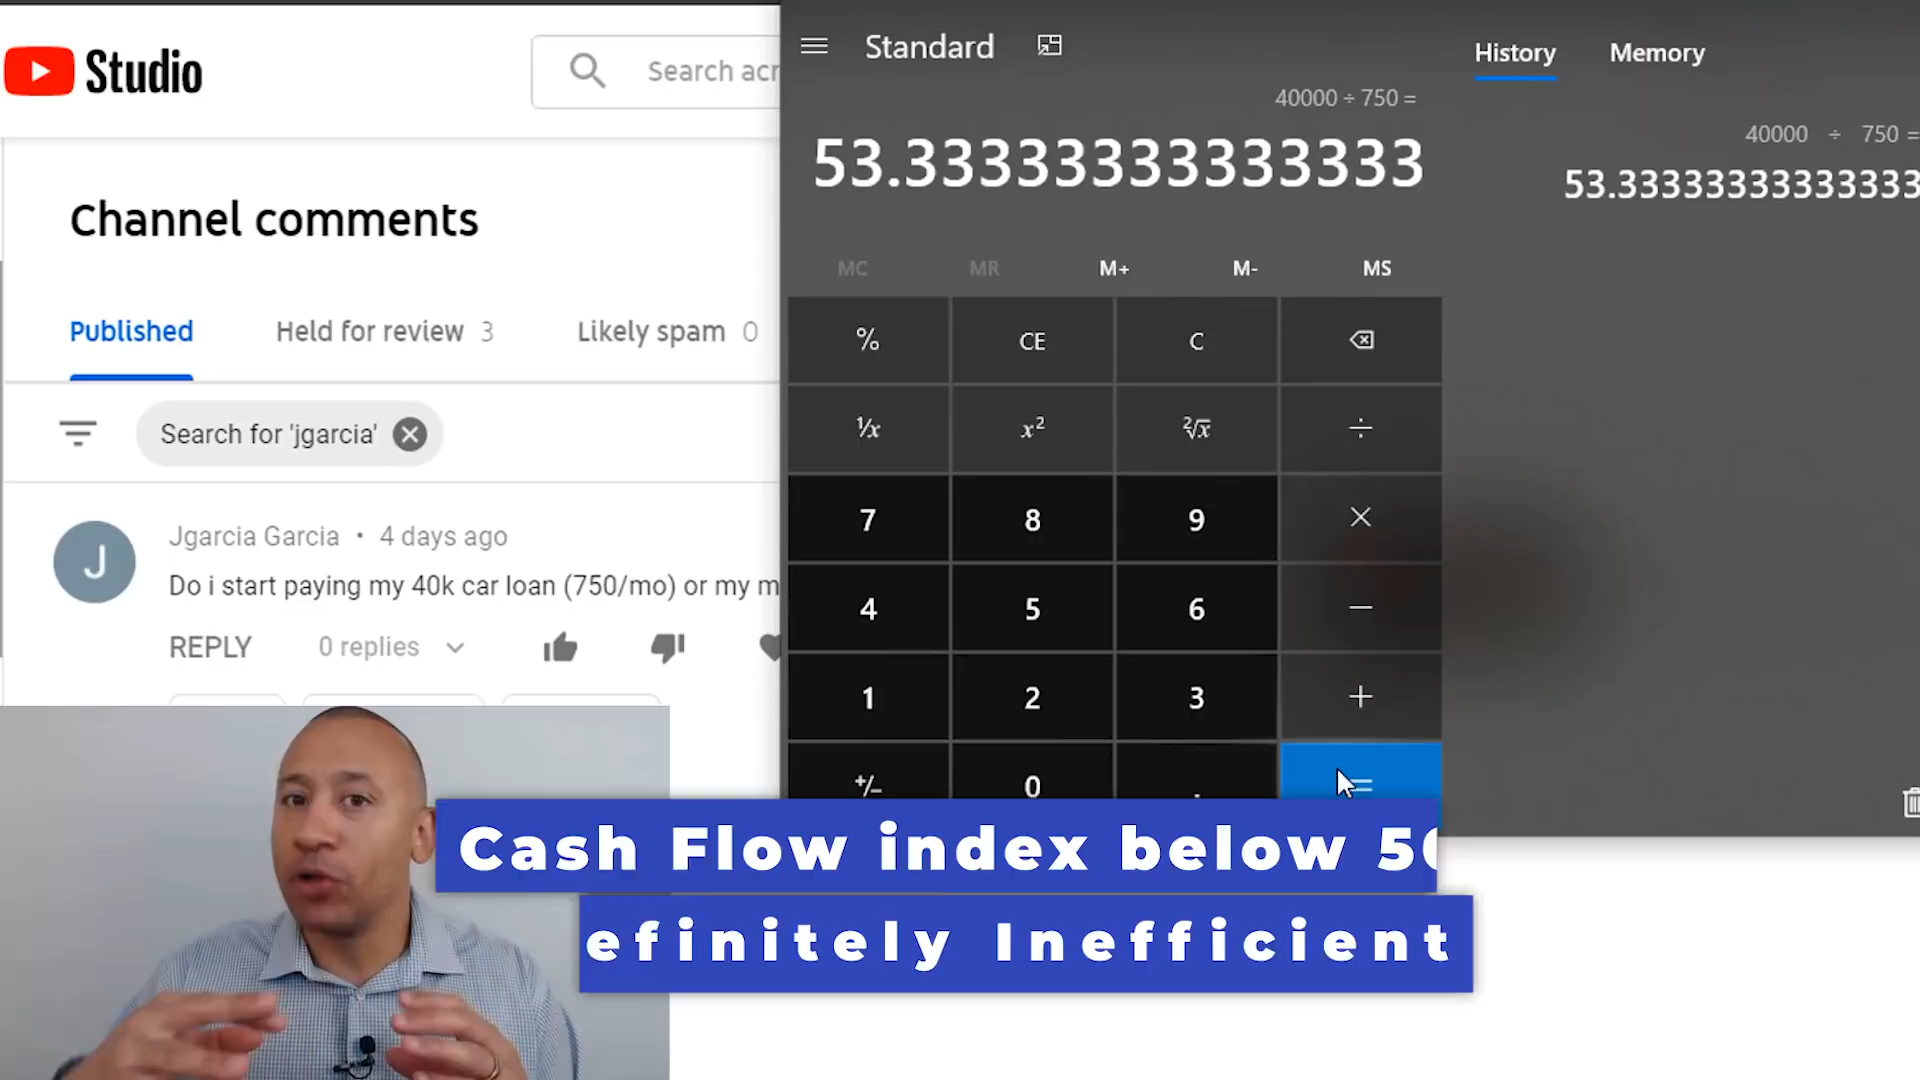 Studio
Search acr
Channel comments
Published
Held for review 3
Likely spam 0
Search for 'jgarcia'
J
Jgarcia Garcia • 4 days ago
Do i start paying my 40k car loan (750/mo) or my m
REPLY
0 replies
Standard
History
Memory
40000 ÷ 750 =
53.33333333333333
40000 ÷ 750 =
53.33333333333333
MC MR M+ M- MS
% CE C
⅟x x² ²√x ÷
7 8 9 ×
4 5 6 −
1 2 3 +
+/− 0 . =
Cash Flow index below 50
efinitely Inefficient